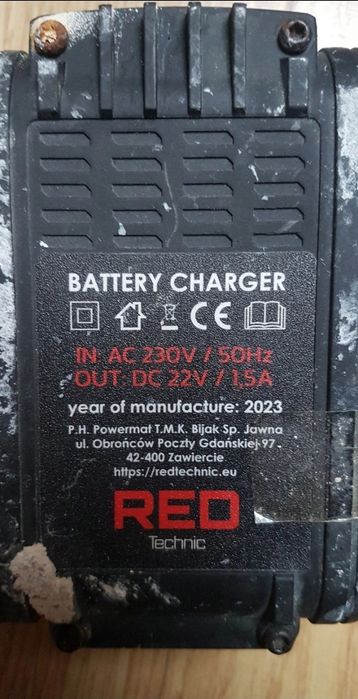 BATTERY CHARGER
CE
IN: AC 230V / 50Hz
OUT: DC 22V / 1,5A
year of manufacture: 2023
P.H. Powermat T.M.K. Bijak Sp. Jawna
ul. Obrońców Poczty Gdańskiej 97
42-400 Zawiercie
https://redtechnic.eu
RED
Technic